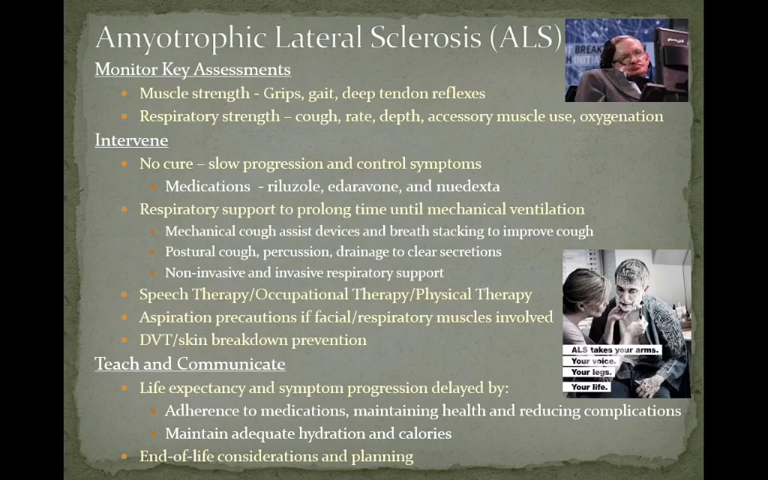 Amyotrophic Lateral Sclerosis (ALS)
Monitor Key Assessments
Muscle strength - Grips, gait, deep tendon reflexes
Respiratory strength – cough, rate, depth, accessory muscle use, oxygenation
Intervene
No cure – slow progression and control symptoms
Medications - riluzole, edaravone, and nuedexta
Respiratory support to prolong time until mechanical ventilation
Mechanical cough assist devices and breath stacking to improve cough
Postural cough, percussion, drainage to clear secretions
Non-invasive and invasive respiratory support
Speech Therapy/Occupational Therapy/Physical Therapy
Aspiration precautions if facial/respiratory muscles involved
DVT/skin breakdown prevention
ALS takes your arms.
Your voice.
Your legs.
Your life.
Teach and Communicate
Life expectancy and symptom progression delayed by:
Adherence to medications, maintaining health and reducing complications
Maintain adequate hydration and calories
End-of-life considerations and planning